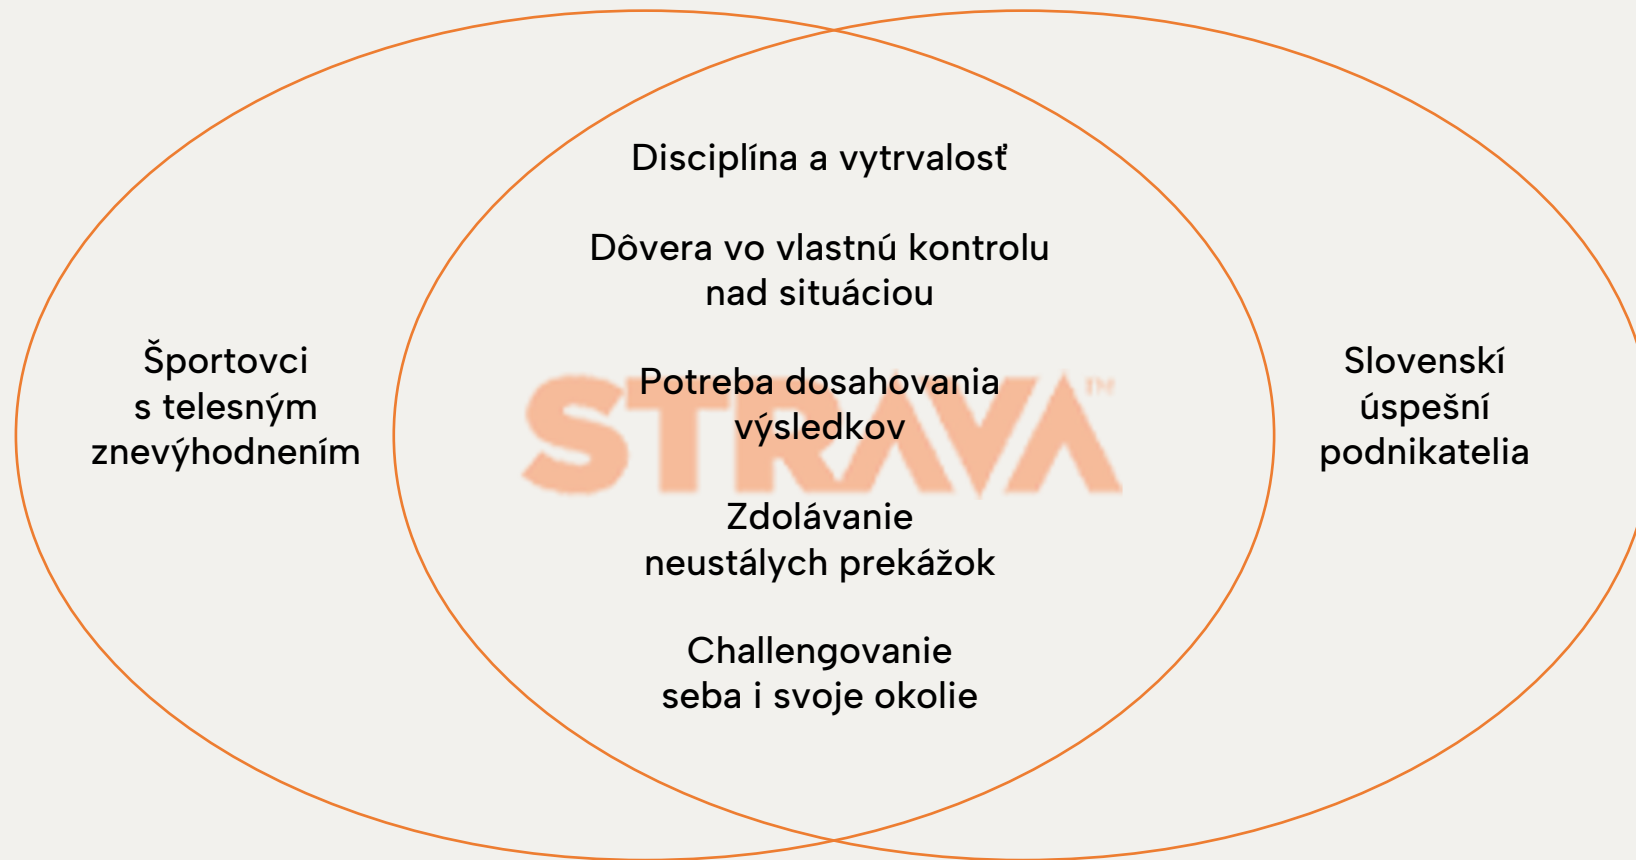 Disciplína a vytrvalosť
Dôvera vo vlastnú kontrolu
nad situáciou
Športovci
s telesným
znevýhodnením
STRAVA™
Potreba dosahovania
výsledkov
Slovenskí
úspešní
podnikatelia
Zdolávanie
neustálych prekážok
Challengovanie
seba i svoje okolie